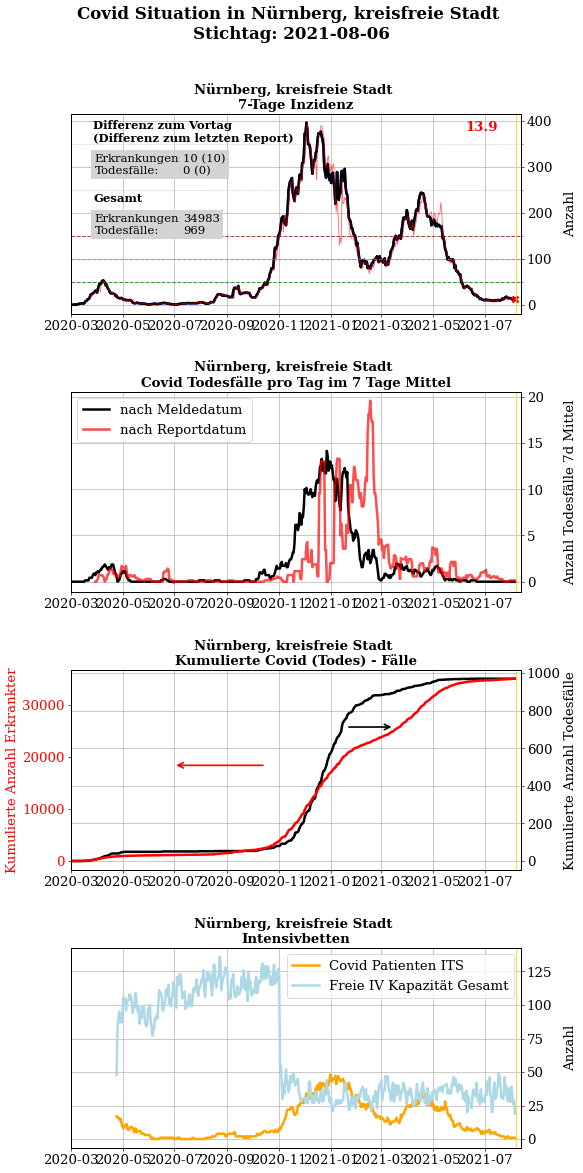 Covid Situation in Nürnberg, kreisfreie Stadt
Stichtag: 2021-08-06
Nürnberg, kreisfreie Stadt
7-Tage Inzidenz
Differenz zum Vortag
(Differenz zum letzten Report)
Erkrankungen 10 (10)
Todesfälle: 0 (0)
Gesamt
Erkrankungen 34983
Todesfälle: 969
13.9
400
300
200
100
0
Anzahl
2020-03 2020-05 2020-07 2020-09 2020-11 2021-01 2021-03 2021-05 2021-07
Nürnberg, kreisfreie Stadt
Covid Todesfälle pro Tag im 7 Tage Mittel
nach Meldedatum
nach Reportdatum
20
15
10
5
0
Anzahl Todesfälle 7d Mittel
2020-03 2020-05 2020-07 2020-09 2020-11 2021-01 2021-03 2021-05 2021-07
Nürnberg, kreisfreie Stadt
Kumulierte Covid (Todes) - Fälle
Kumulierte Anzahl Erkrankter
30000
20000
10000
0
1000
800
600
400
200
0
Kumulierte Anzahl Todesfälle
2020-03 2020-05 2020-07 2020-09 2020-11 2021-01 2021-03 2021-05 2021-07
Nürnberg, kreisfreie Stadt
Intensivbetten
Covid Patienten ITS
Freie IV Kapazität Gesamt
125
100
75
50
25
0
Anzahl
2020-03 2020-05 2020-07 2020-09 2020-11 2021-01 2021-03 2021-05 2021-07